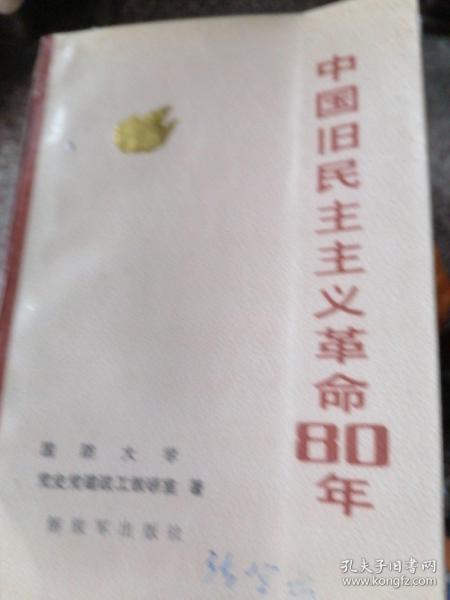 中国旧民主主义革命80年
国防大学
党史党建政工教研室 著
解放军出版社
孔夫子旧书网
www.kongfz.com